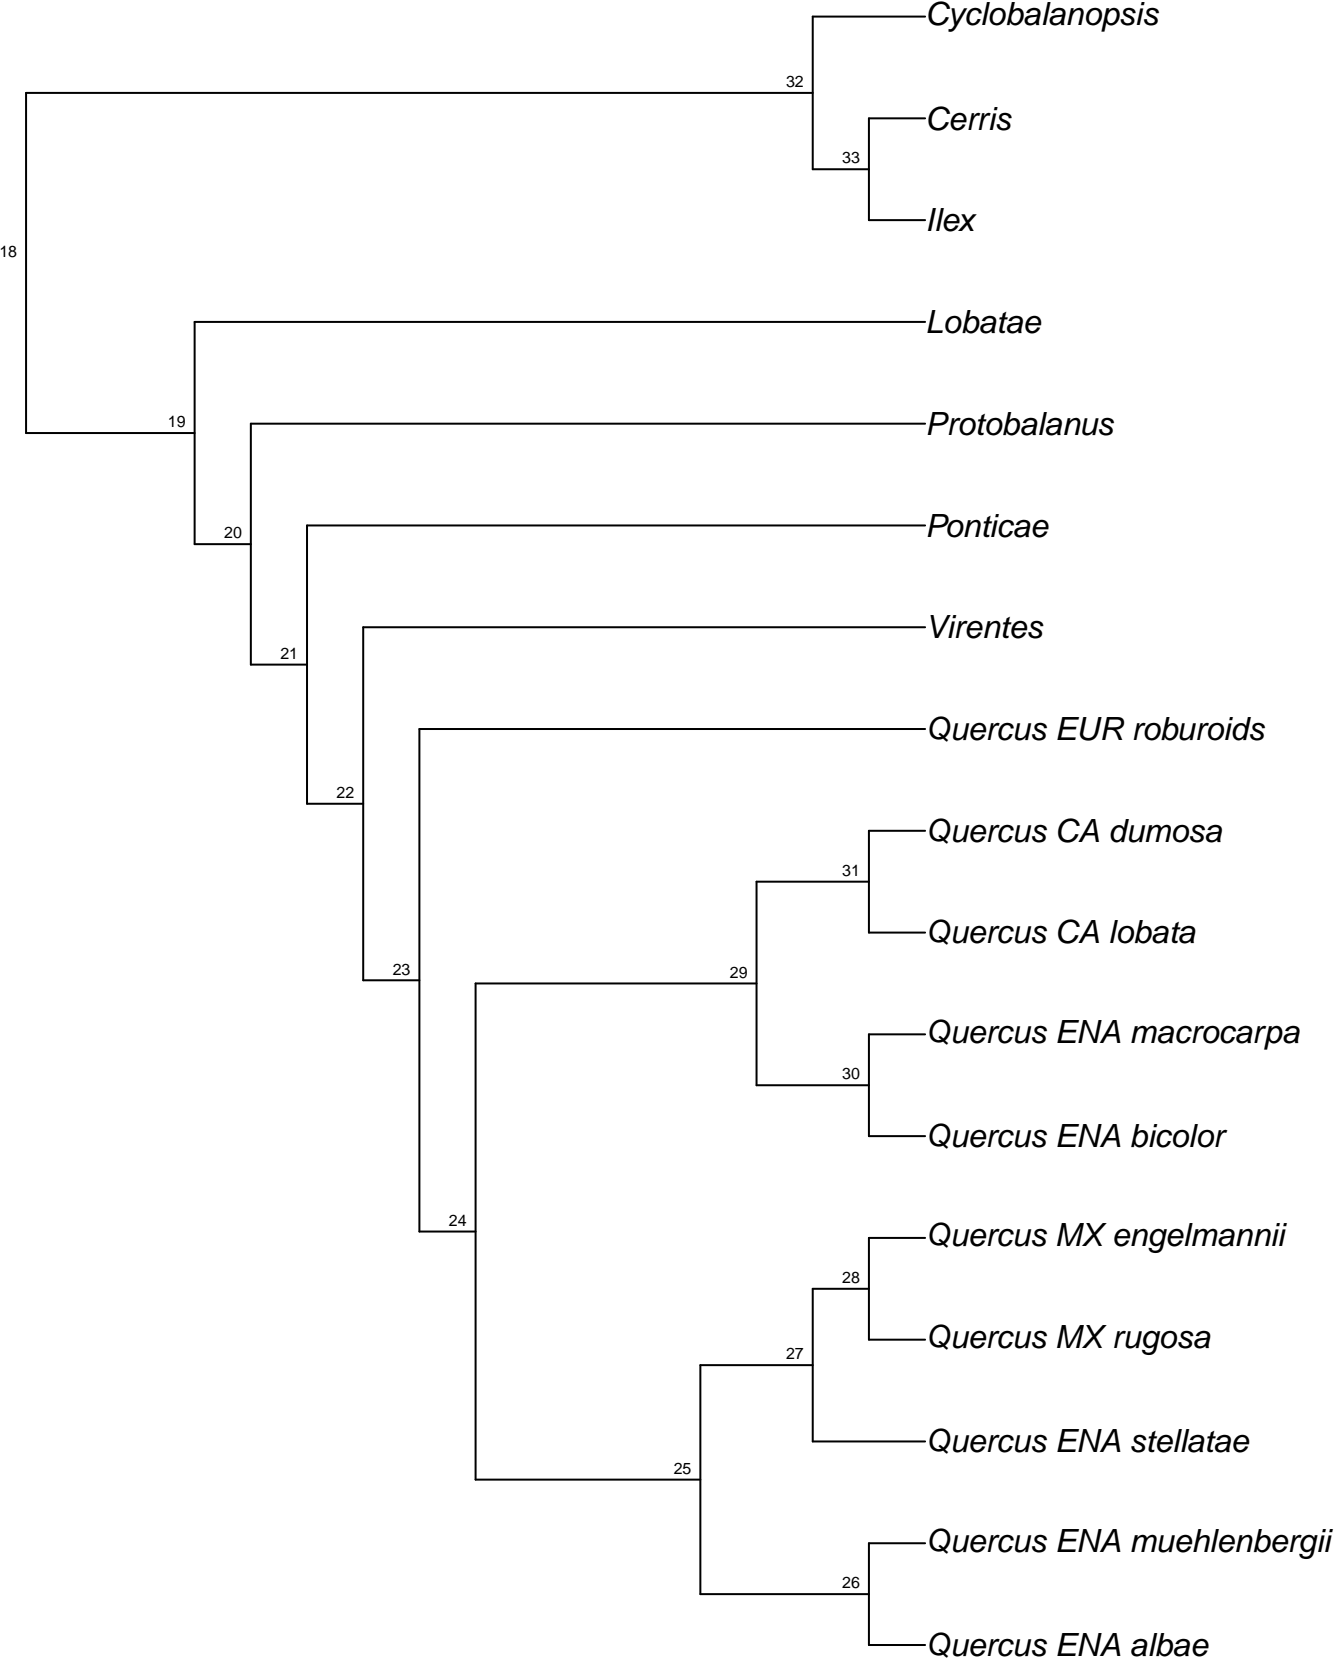 Cyclobalanopsis
32
Cerris
33
Ilex
18
Lobatae
19
Protobalanus
20
Ponticae
21
Virentes
Quercus EUR roburoids
22
Quercus CA dumosa
31
Quercus CA lobata
23
29
Quercus ENA macrocarpa
30
Quercus ENA bicolor
24
Quercus MX engelmannii
28
Quercus MX rugosa
27
Quercus ENA stellatae
25
Quercus ENA muehlenbergii
26
Quercus ENA albae